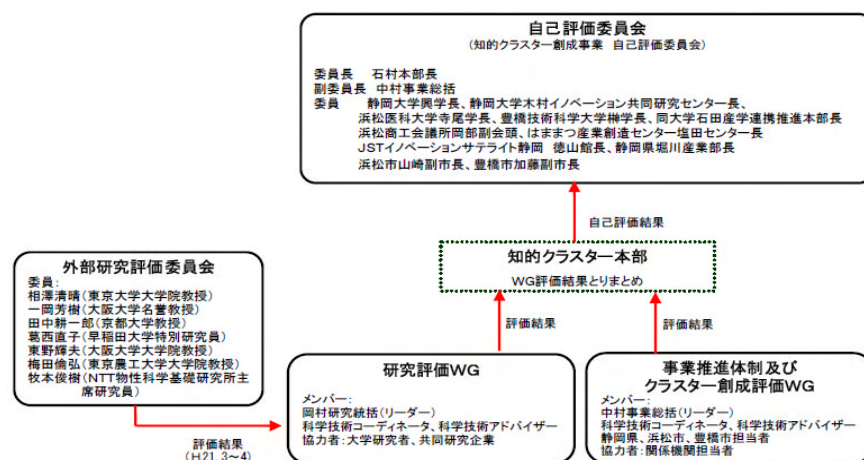 自己評価委員会
(知的クラスター創成事業 自己評価委員会)
委員長 石村本部長
副委員長 中村事業総括
委員 静岡大学興学長、静岡大学木村イノベーション共同研究センター長、
浜松医科大学寺尾学長、豊橋技術科学大学榊学長、同大学石田産学連携推進本部長
浜松商工会議所岡部副会頭、はままつ産業創造センター塩田センター長
JSTイノベーションサテライト静岡 徳山館長、静岡県堀川産業部長
浜松市山崎副市長、豊橋市加藤副市長
自己評価結果
知的クラスター本部
WG評価結果とりまとめ
評価結果
評価結果
外部研究評価委員会
委員:
相澤清晴(東京大学大学院教授)
一岡芳樹(大阪大学名誉教授)
田中耕一郎(京都大学教授)
葛西直子(早稲田大学特別研究員)
東野輝夫(大阪大学大学院教授)
梅田倫弘(東京農工大学大学院教授)
牧本俊樹(NTT物性科学基礎研究所主
席研究員)
評価結果
(H21.3~4)
研究評価WG
メンバー:
岡村研究統括(リーダー)
科学技術コーディネータ、科学技術アドバイザー
協力者:大学研究者、共同研究企業
事業推進体制及び
クラスター創成評価WG
メンバー:
中村事業総括(リーダー)
科学技術コーディネータ、科学技術アドバイザー
静岡県、浜松市、豊橋市担当者
協力者:関係機関担当者